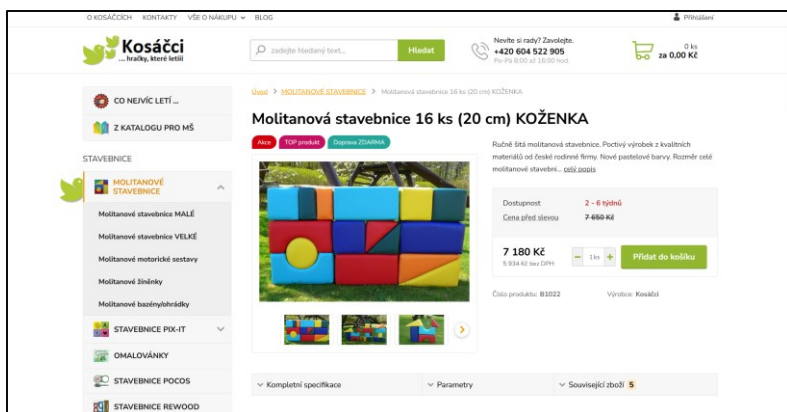 O KOSÁČCÍCH KONTAKTY VŠE O NÁKUPU BLOG
Přihlášení
Kosáčci
... hračky, které letííí
zadejte hledaný text...
Hledat
Nevíte si rady? Zavolejte.
+420 604 522 905
Po-Pá 8:00 až 16:00 hod.
0 ks
za 0,00 Kč
CO NEJVÍC LETÍ ...
Z KATALOGU PRO MŠ
STAVEBNICE
MOLITANOVÉ
STAVEBNICE
Molitanové stavebnice MALÉ
Molitanové stavebnice VELKÉ
Molitanové motorické sestavy
Molitanové žíněnky
Molitanové bazény/ohrádky
STAVEBNICE PIX-IT
OMALOVÁNKY
STAVEBNICE POCOS
STAVEBNICE REWOOD
Úvod > MOLITANOVÉ STAVEBNICE > Molitanová stavebnice 16 ks (20 cm) KOŽENKA
Molitanová stavebnice 16 ks (20 cm) KOŽENKA
Akce TOP produkt Doprava ZDARMA
Ručně šitá molitanová stavebnice. Poctivý výrobek z kvalitních
materiálů od české rodinné firmy. Nové pastelové barvy. Rozměr celé
molitanové stavebni... celý popis
Dostupnost 2 - 6 týdnů
Cena před slevou 7 650 Kč
7 180 Kč
5 934 Kč bez DPH
1 ks
Přidat do košíku
Číslo produktu: B1022 Výrobce: Kosáčci
Kompletní specifikace Parametry Související zboží 5